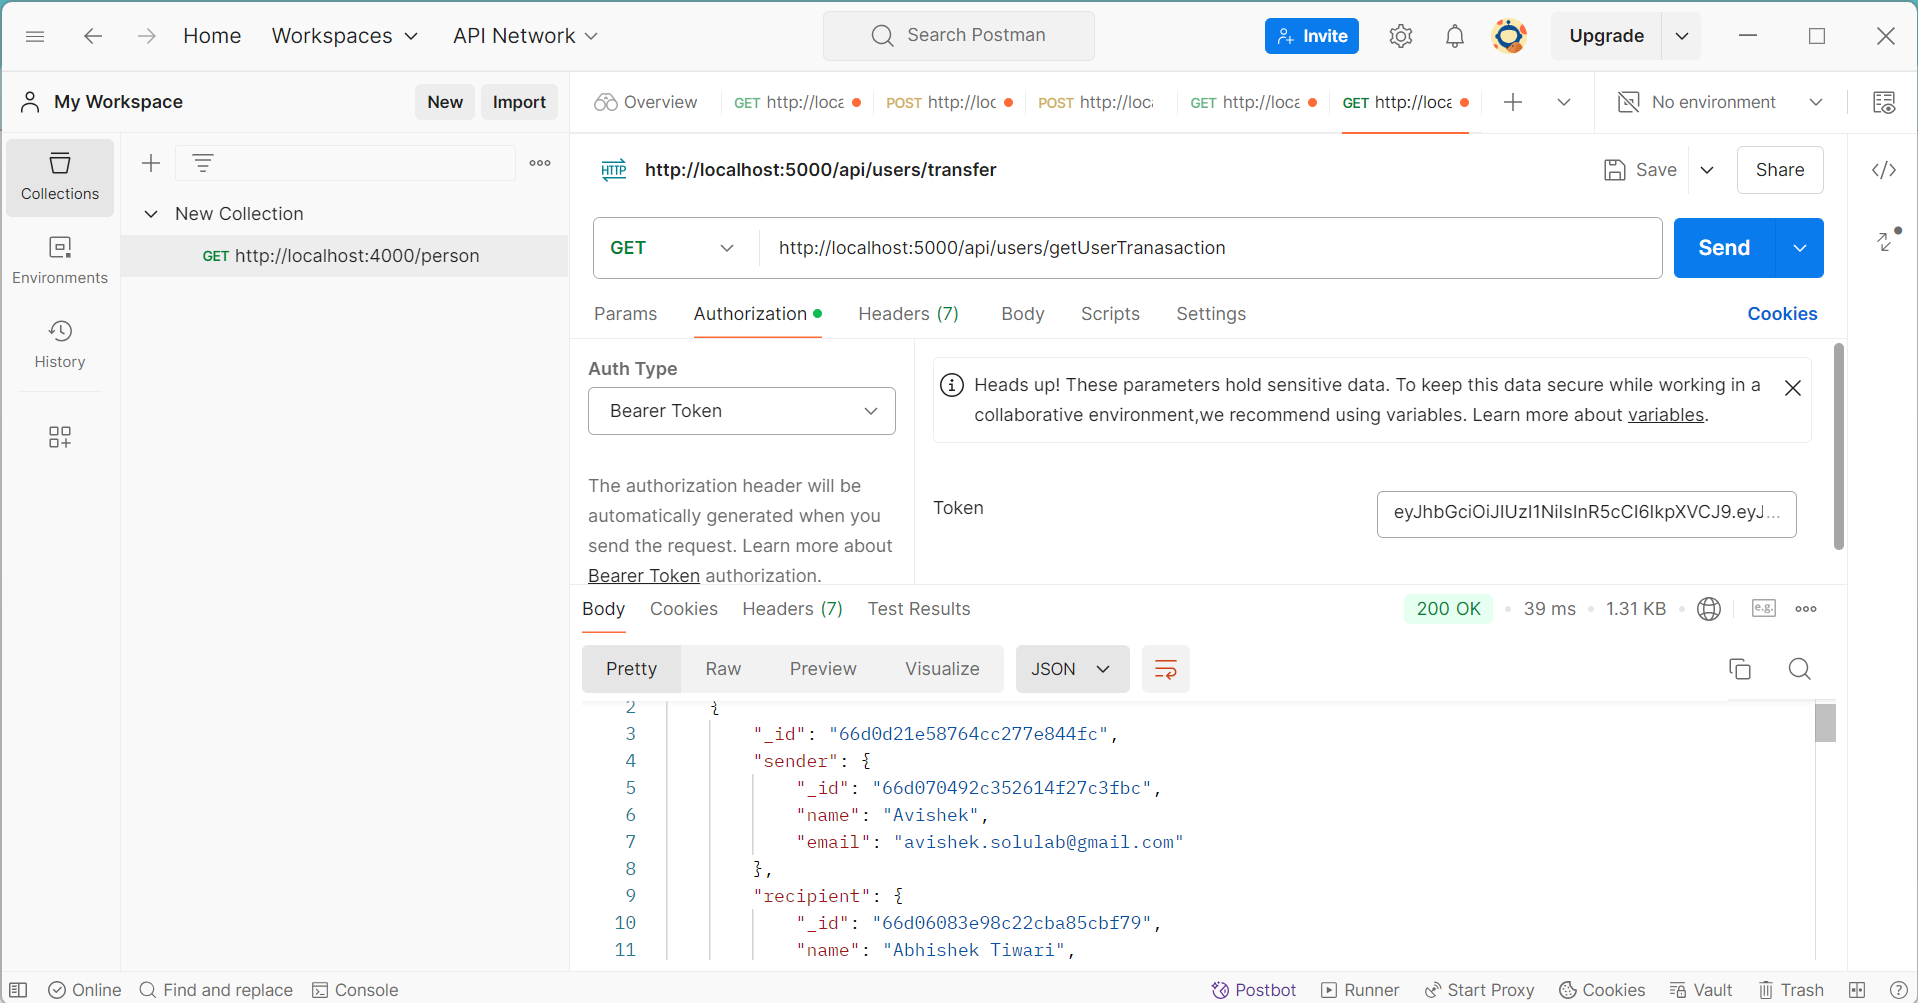 Home
Workspaces
API Network
Search Postman
Invite
Upgrade
My Workspace
New
Import
Overview
GET http://loca
POST http://loc
POST http://loca
GET http://loca
GET http://loca
No environment
Collections
Environments
History
New Collection
GET http://localhost:4000/person
HTTP
http://localhost:5000/api/users/transfer
Save
Share
GET
http://localhost:5000/api/users/getUserTranasaction
Send
Params
Authorization
Headers (7)
Body
Scripts
Settings
Cookies
Auth Type
Bearer Token
The authorization header will be
automatically generated when you
send the request. Learn more about
Bearer Token authorization.
Heads up! These parameters hold sensitive data. To keep this data secure while working in a
collaborative environment,we recommend using variables. Learn more about variables.
Token
eyJhbGciOiJIUzI1NiIsInR5cCI6IkpXVCJ9.eyJ...
Body
Cookies
Headers (7)
Test Results
200 OK
39 ms
1.31 KB
e.g.
Pretty
Raw
Preview
Visualize
JSON
2 {
3 "_id": "66d0d21e58764cc277e844fc",
4 "sender": {
5 "_id": "66d070492c352614f27c3fbc",
6 "name": "Avishek",
7 "email": "avishek.solulab@gmail.com"
8 },
9 "recipient": {
10 "_id": "66d06083e98c22cba85cbf79",
11 "name": "Abhishek Tiwari",
Online
Find and replace
Console
Postbot
Runner
Start Proxy
Cookies
Vault
Trash